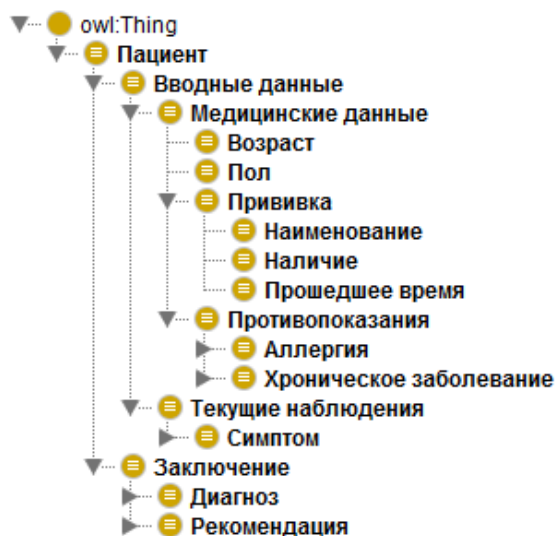 owl:Thing
Пациент
Вводные данные
Медицинские данные
Возраст
Пол
Прививка
Наименование
Наличие
Прошедшее время
Противопоказания
Аллергия
Хроническое заболевание
Текущие наблюдения
Симптом
Заключение
Диагноз
Рекомендация